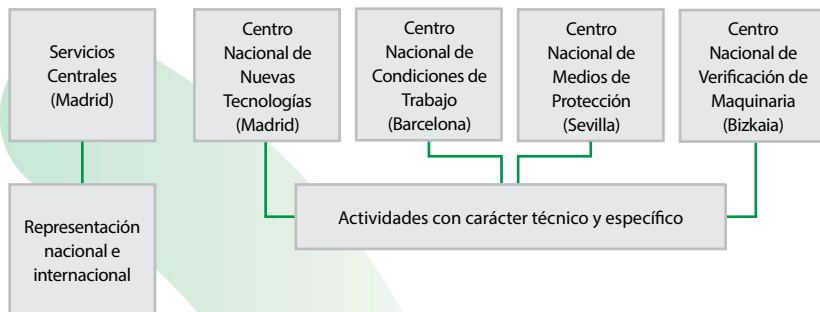 Servicios
Centrales
(Madrid)
Centro
Nacional de
Nuevas
Tecnologías
(Madrid)
Centro
Nacional de
Condiciones de
Trabajo
(Barcelona)
Centro
Nacional de
Medios de
Protección
(Sevilla)
Centro
Nacional de
Verificación de
Maquinaria
(Bizkaia)
Representación
nacional e
internacional
Actividades con carácter técnico y específico